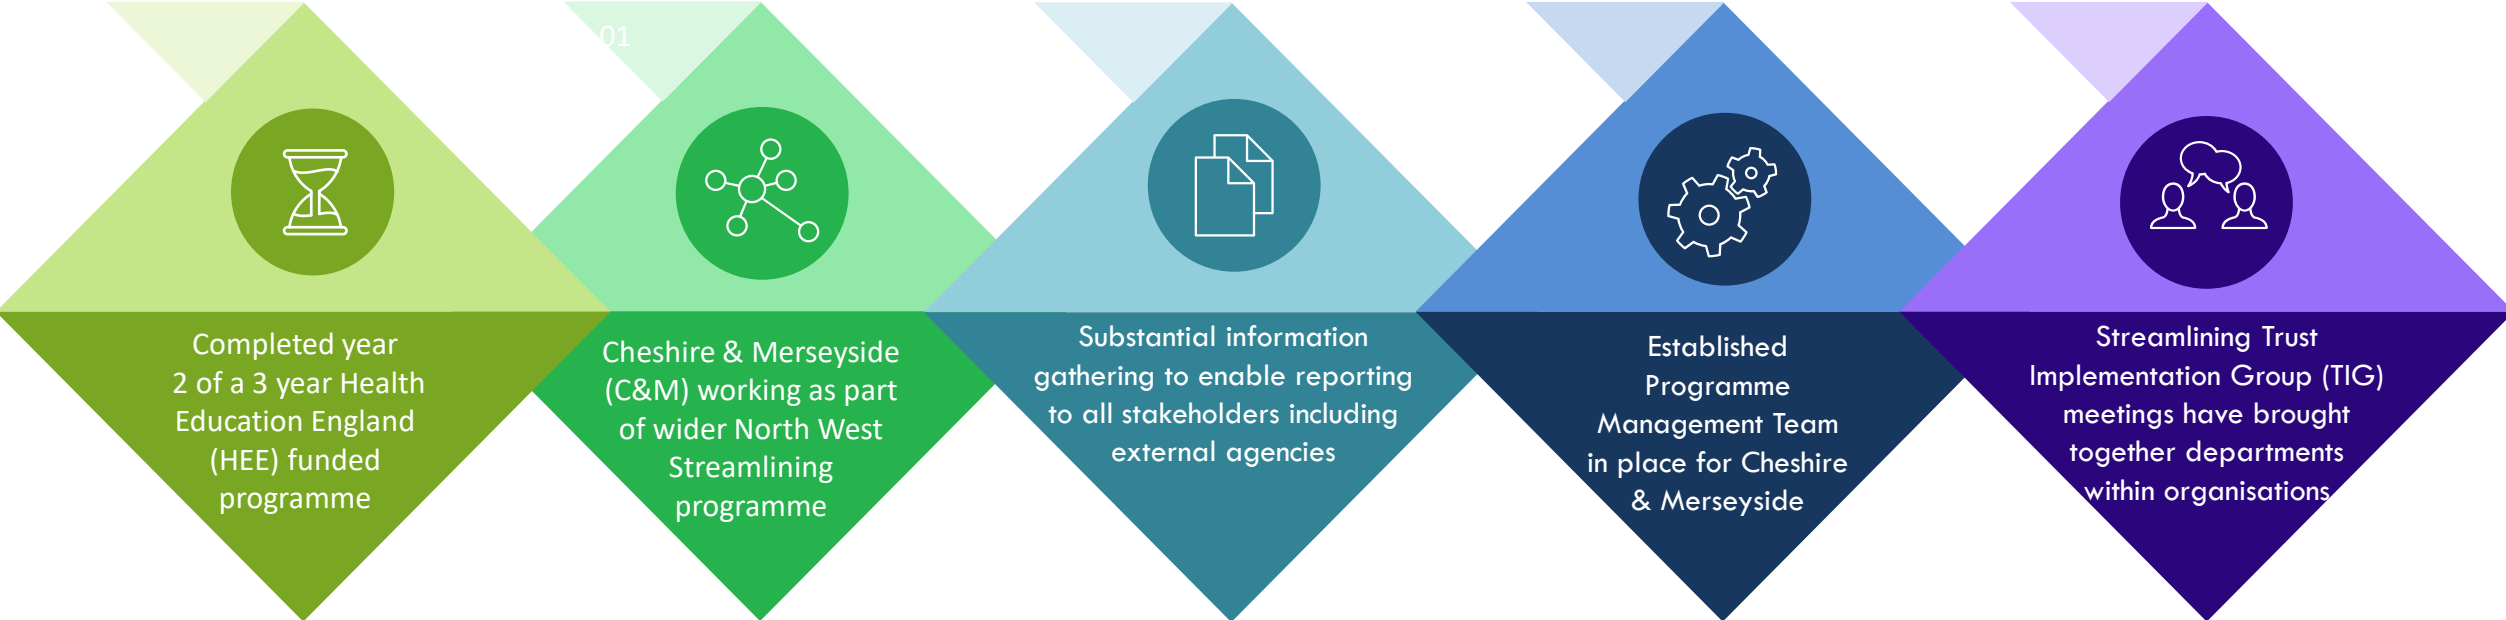 01
Completed year
2 of a 3 year Health
Education England
(HEE) funded
programme
Cheshire & Merseyside
(C&M) working as part
of wider North West
Streamlining
programme
Substantial information
gathering to enable reporting
to all stakeholders including
external agencies
Established
Programme
Management Team
in place for Cheshire
& Merseyside
Streamlining Trust
Implementation Group (TIG)
meetings have brought
together departments
within organisations